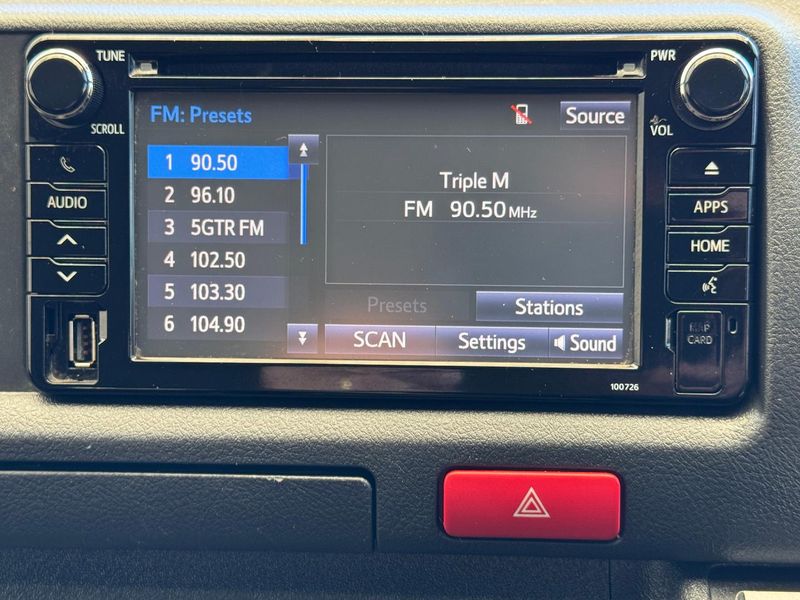 TUNE
PWR
FM: Presets
Source
SCROLL
VOL
1 90.50
2 96.10
3 5GTR FM
4 102.50
5 103.30
6 104.90
Triple M
FM 90.50 MHz
AUDIO
APPS
HOME
Presets
Stations
SCAN
Settings
Sound
MAP
CARD
100726